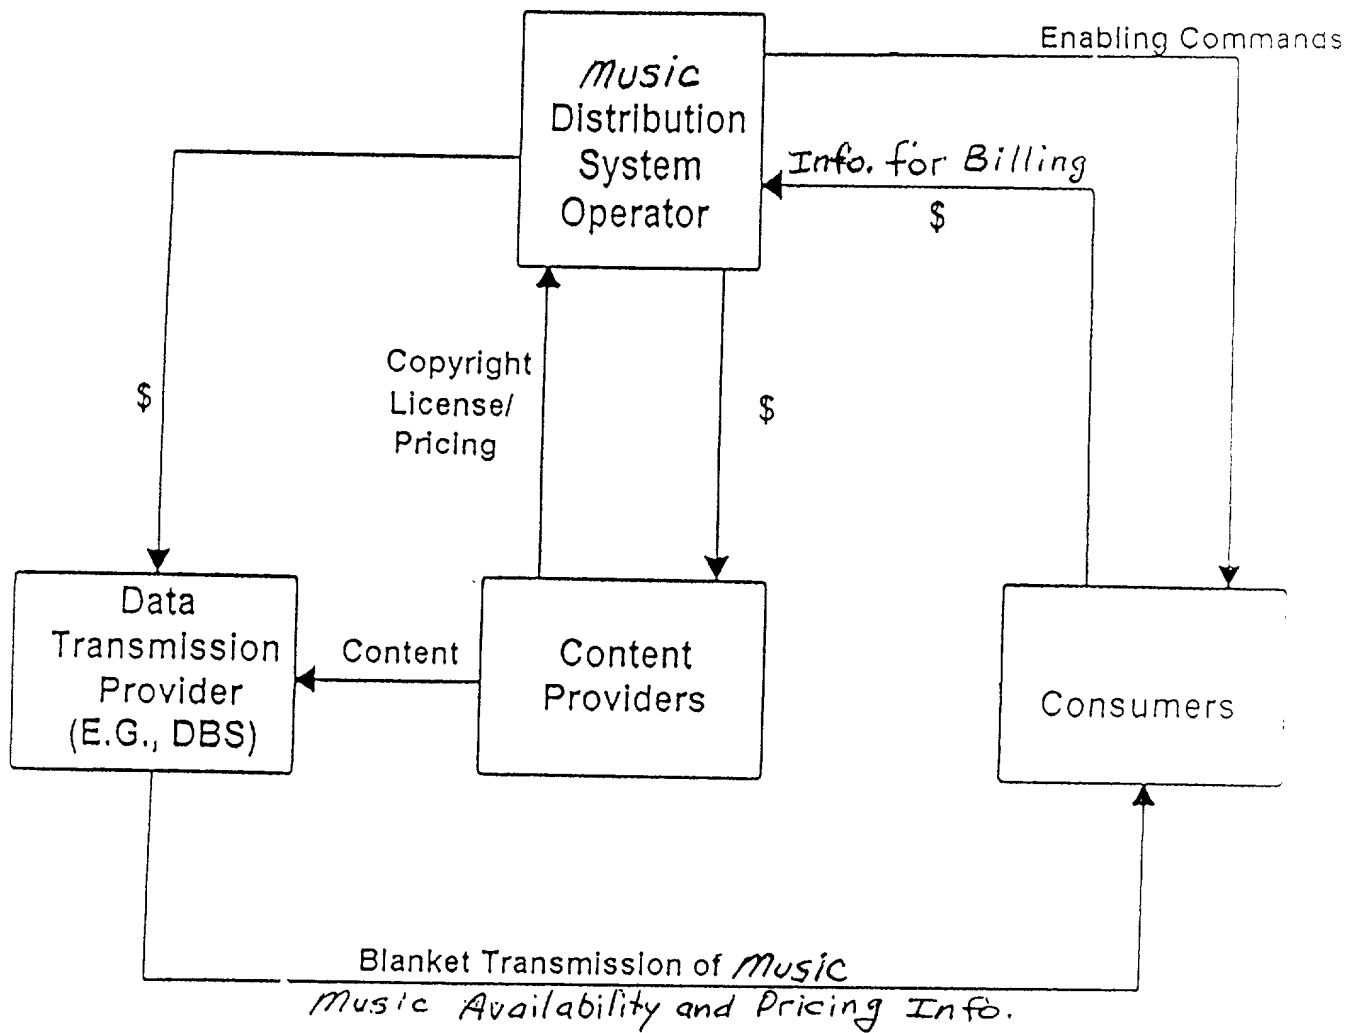 Enabling Commands
Music
Distribution
System
Operator
Info. for Billing
$
Copyright
License/
Pricing
$
$
Data
Transmission
Provider
(E.G., DBS)
Content
Content
Providers
Consumers
Blanket Transmission of Music
Music Availability and Pricing Info.